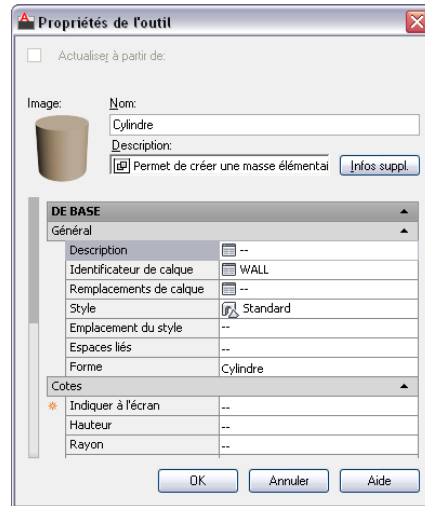 Propriétés de l'outil
Actualiser à partir de:
Image:
Nom:
Cylindre
Description:
Permet de créer une masse élémentai
Infos suppl.
DE BASE
Général
Description --
Identificateur de calque WALL
Remplacements de calque --
Style Standard
Emplacement du style --
Espaces liés --
Forme Cylindre
Cotes
Indiquer à l'écran --
Hauteur --
Rayon --
OK Annuler Aide